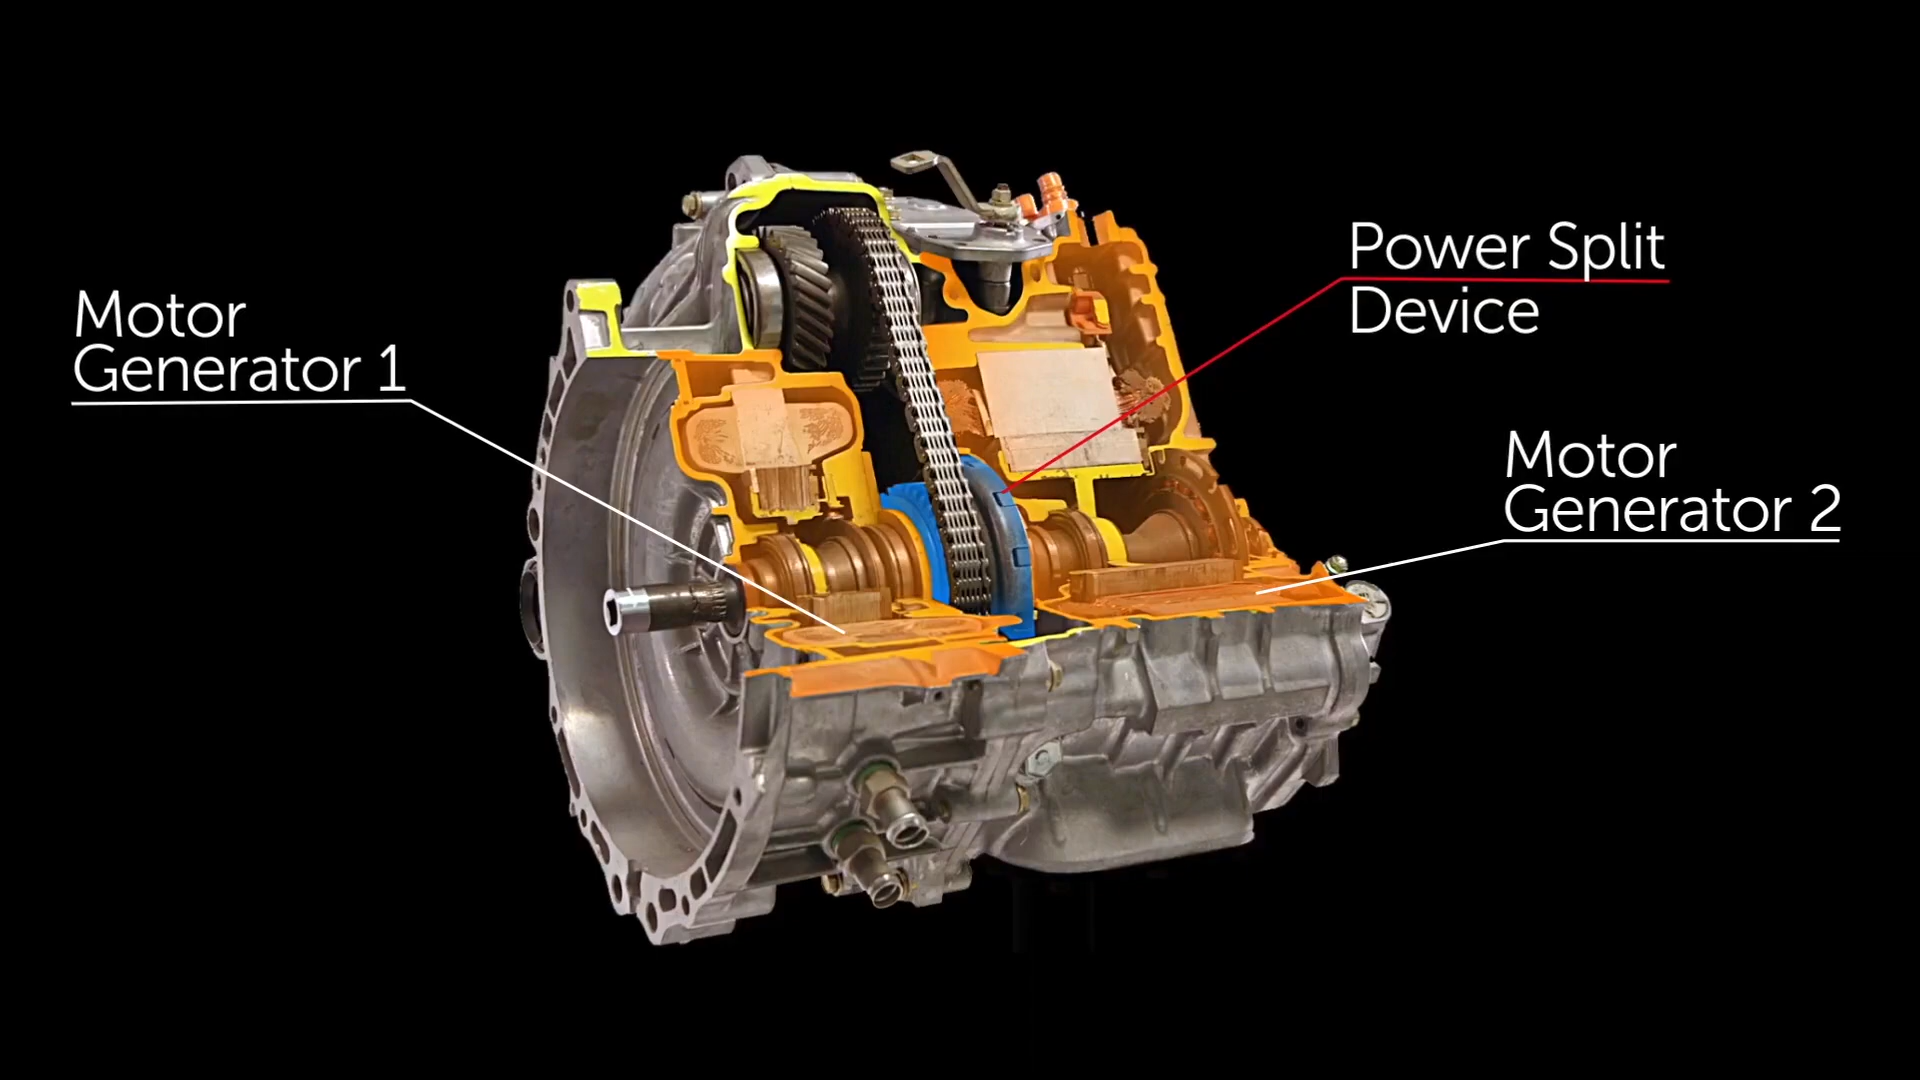 Motor
Generator 1
Power Split
Device
Motor
Generator 2